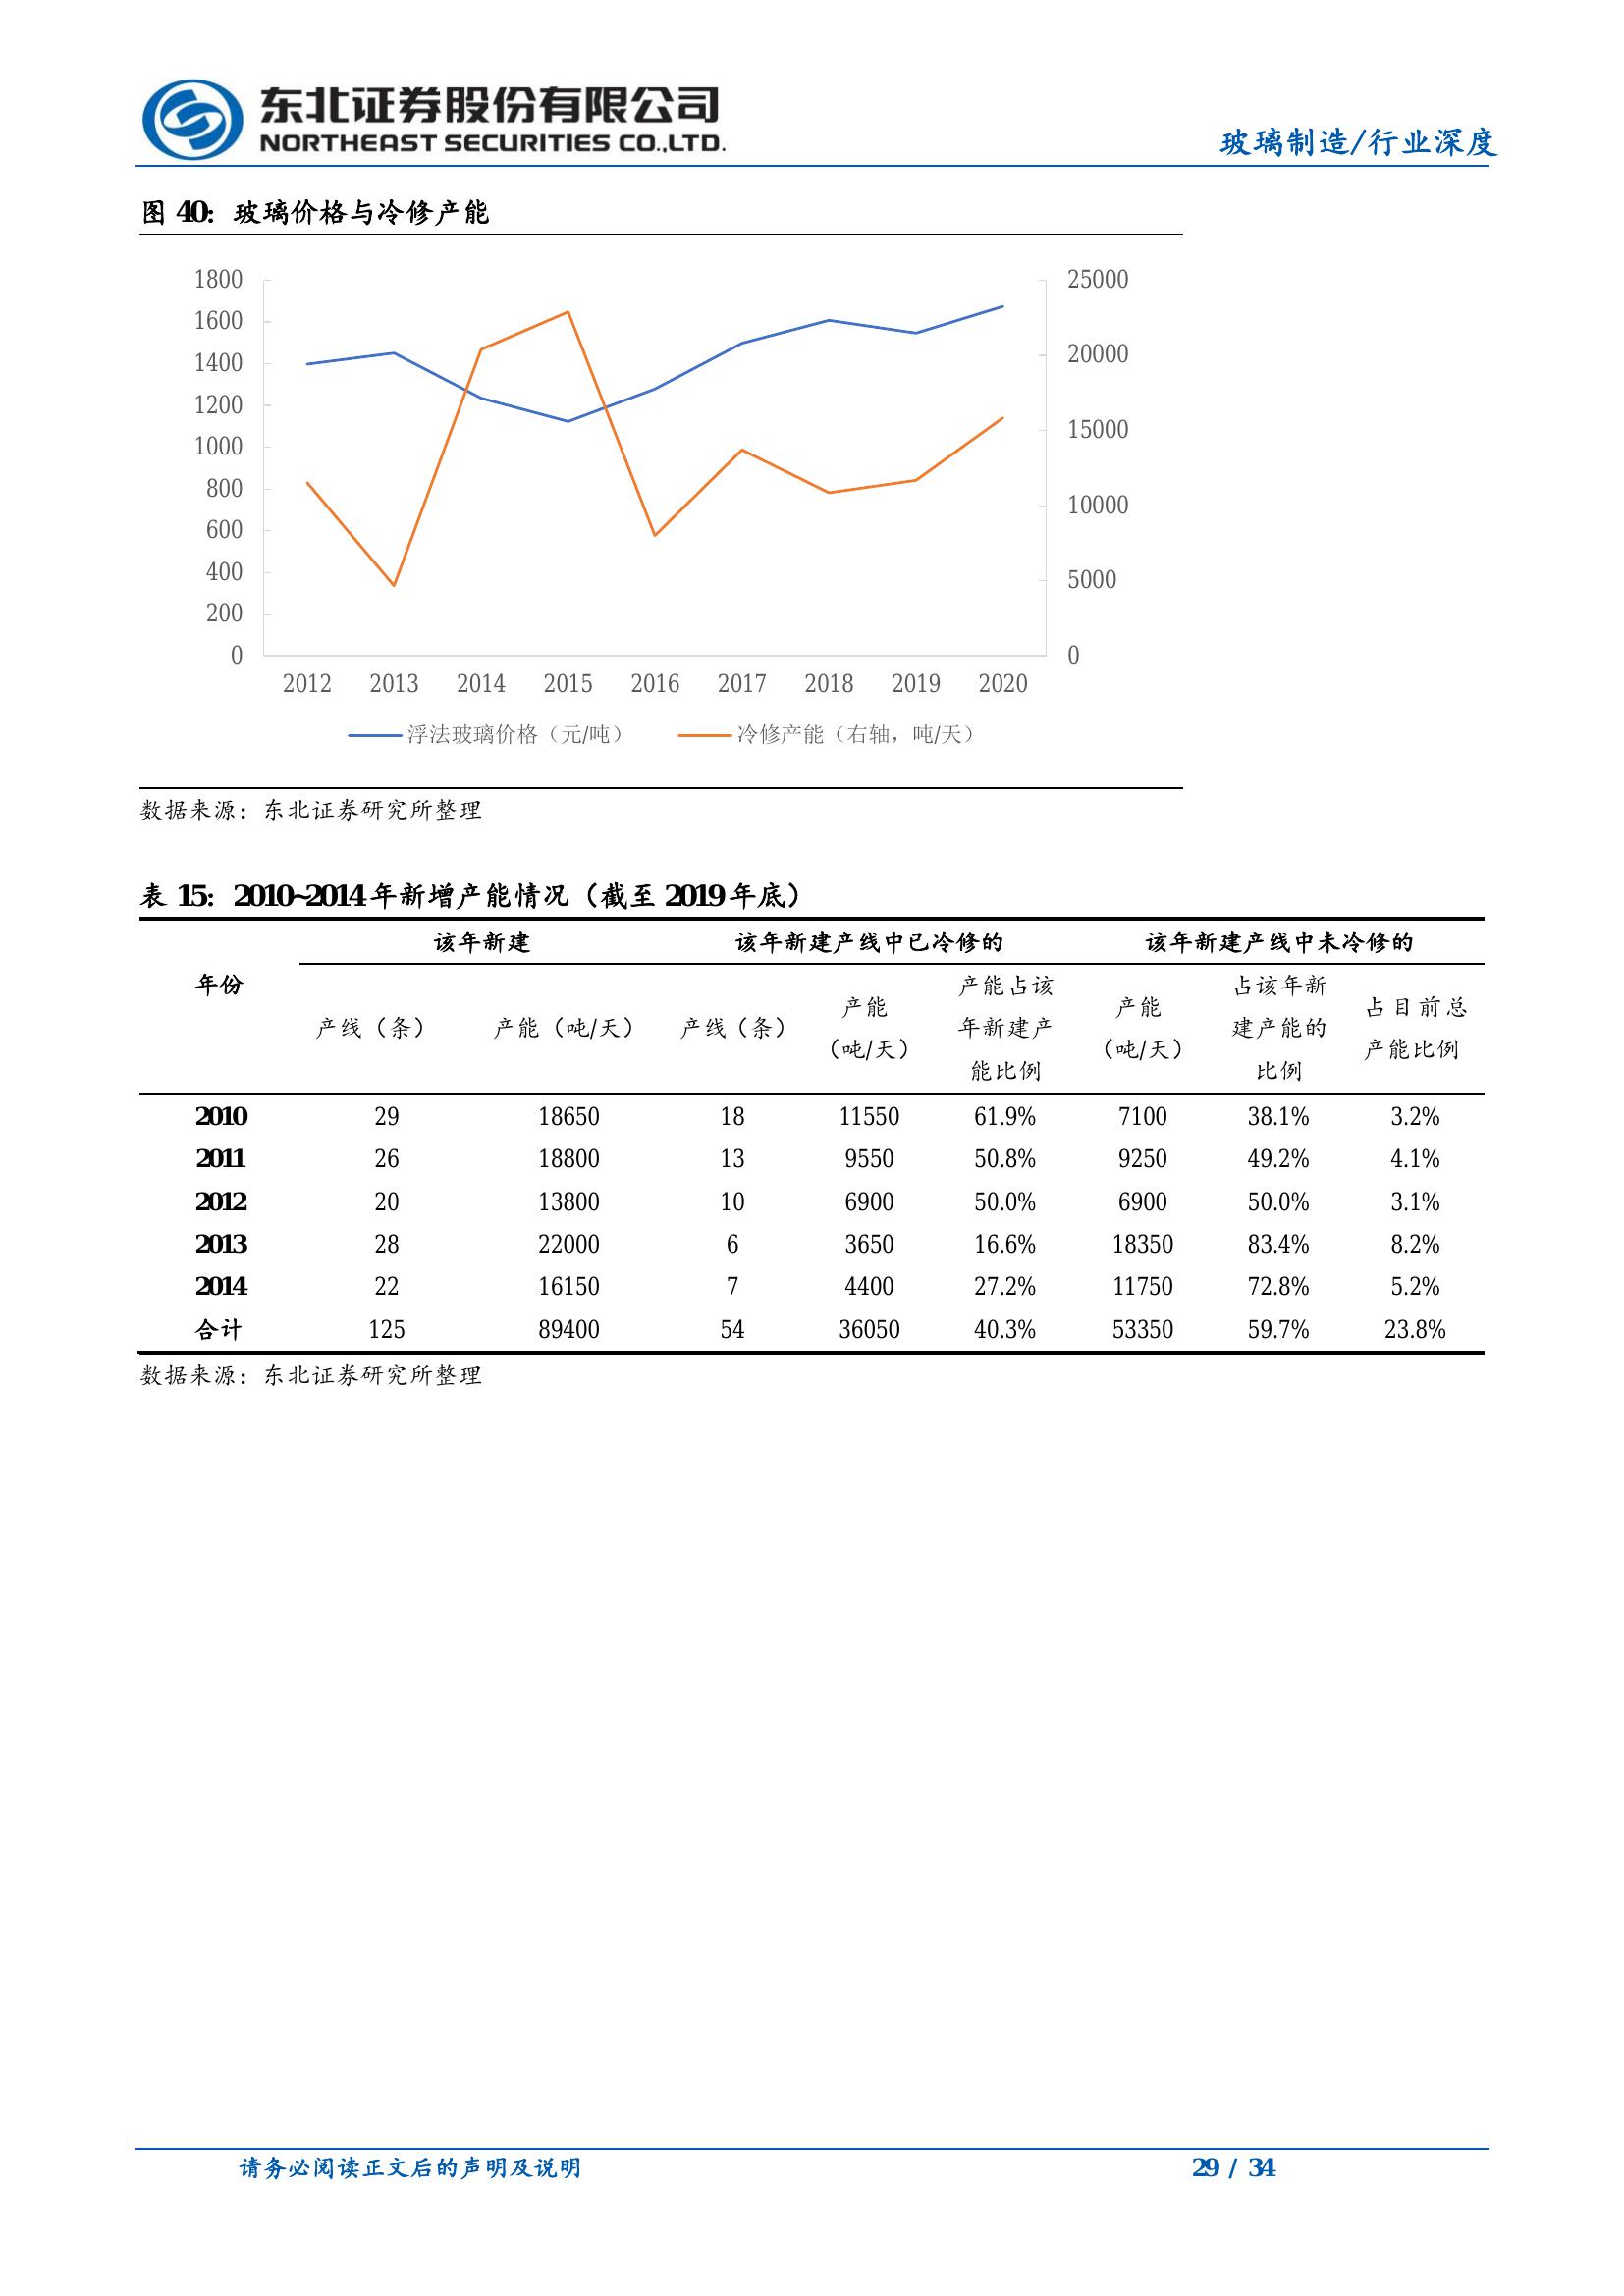 东北证券股份有限公司
NORTHEAST SECURITIES CO.,LTD.
玻璃制造/行业深度
图 40：玻璃价格与冷修产能
1800 25000
1600
1400 20000
1200
1000 15000
800
600 10000
400 5000
200
0 0
2012 2013 2014 2015 2016 2017 2018 2019 2020
浮法玻璃价格（元/吨） 冷修产能（右轴，吨/天）
数据来源：东北证券研究所整理
表 15：2010~2014 年新增产能情况（截至 2019 年底）
年份 该年新建 该年新建产线中已冷修的 该年新建产线中未冷修的
产线（条） 产能（吨/天） 产线（条） 产能（吨/天） 产能占该年新建产能比例 产能（吨/天） 占该年新建产能的比例 占目前总产能比例
2010 29 18650 18 11550 61.9% 7100 38.1% 3.2%
2011 26 18800 13 9550 50.8% 9250 49.2% 4.1%
2012 20 13800 10 6900 50.0% 6900 50.0% 3.1%
2013 28 22000 6 3650 16.6% 18350 83.4% 8.2%
2014 22 16150 7 4400 27.2% 11750 72.8% 5.2%
合计 125 89400 54 36050 40.3% 53350 59.7% 23.8%
数据来源：东北证券研究所整理
请务必阅读正文后的声明及说明 29 / 34